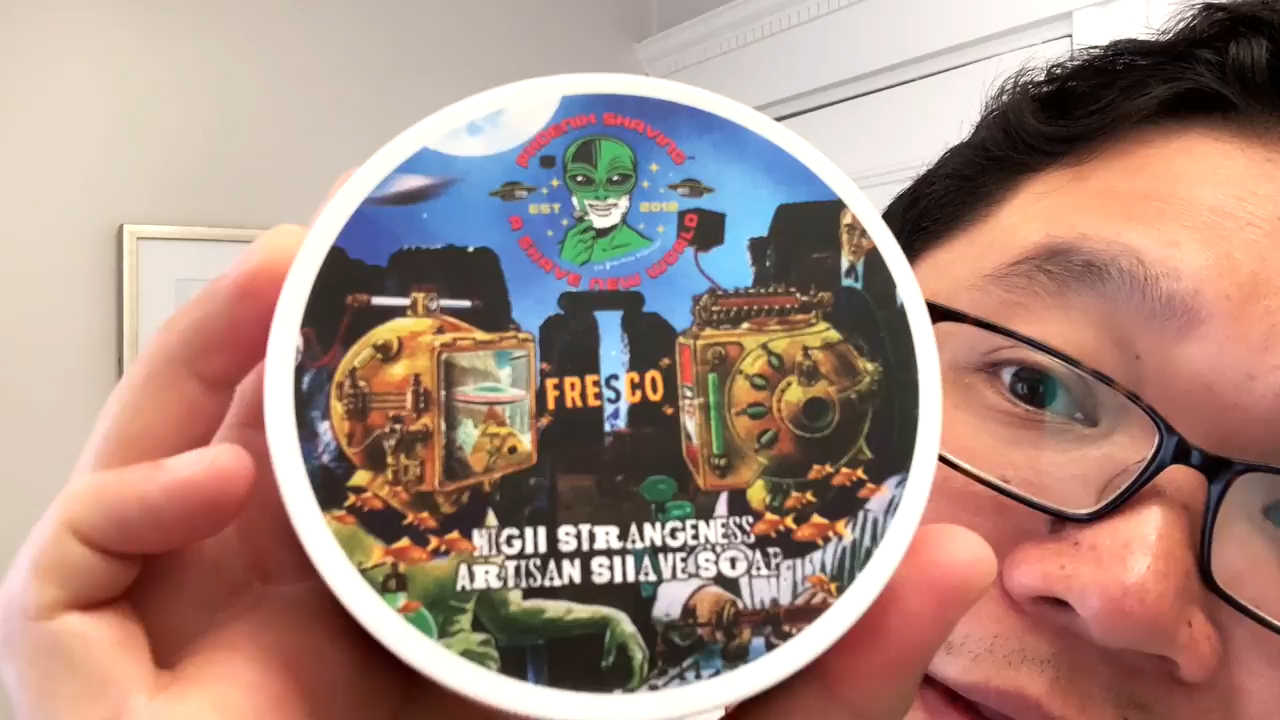 PHOENIX SHAVING
EST 2012
A SHAVE NEW WORLD
FRESCO
HIGH STRANGENESS
ARTISAN SHAVE SOAP